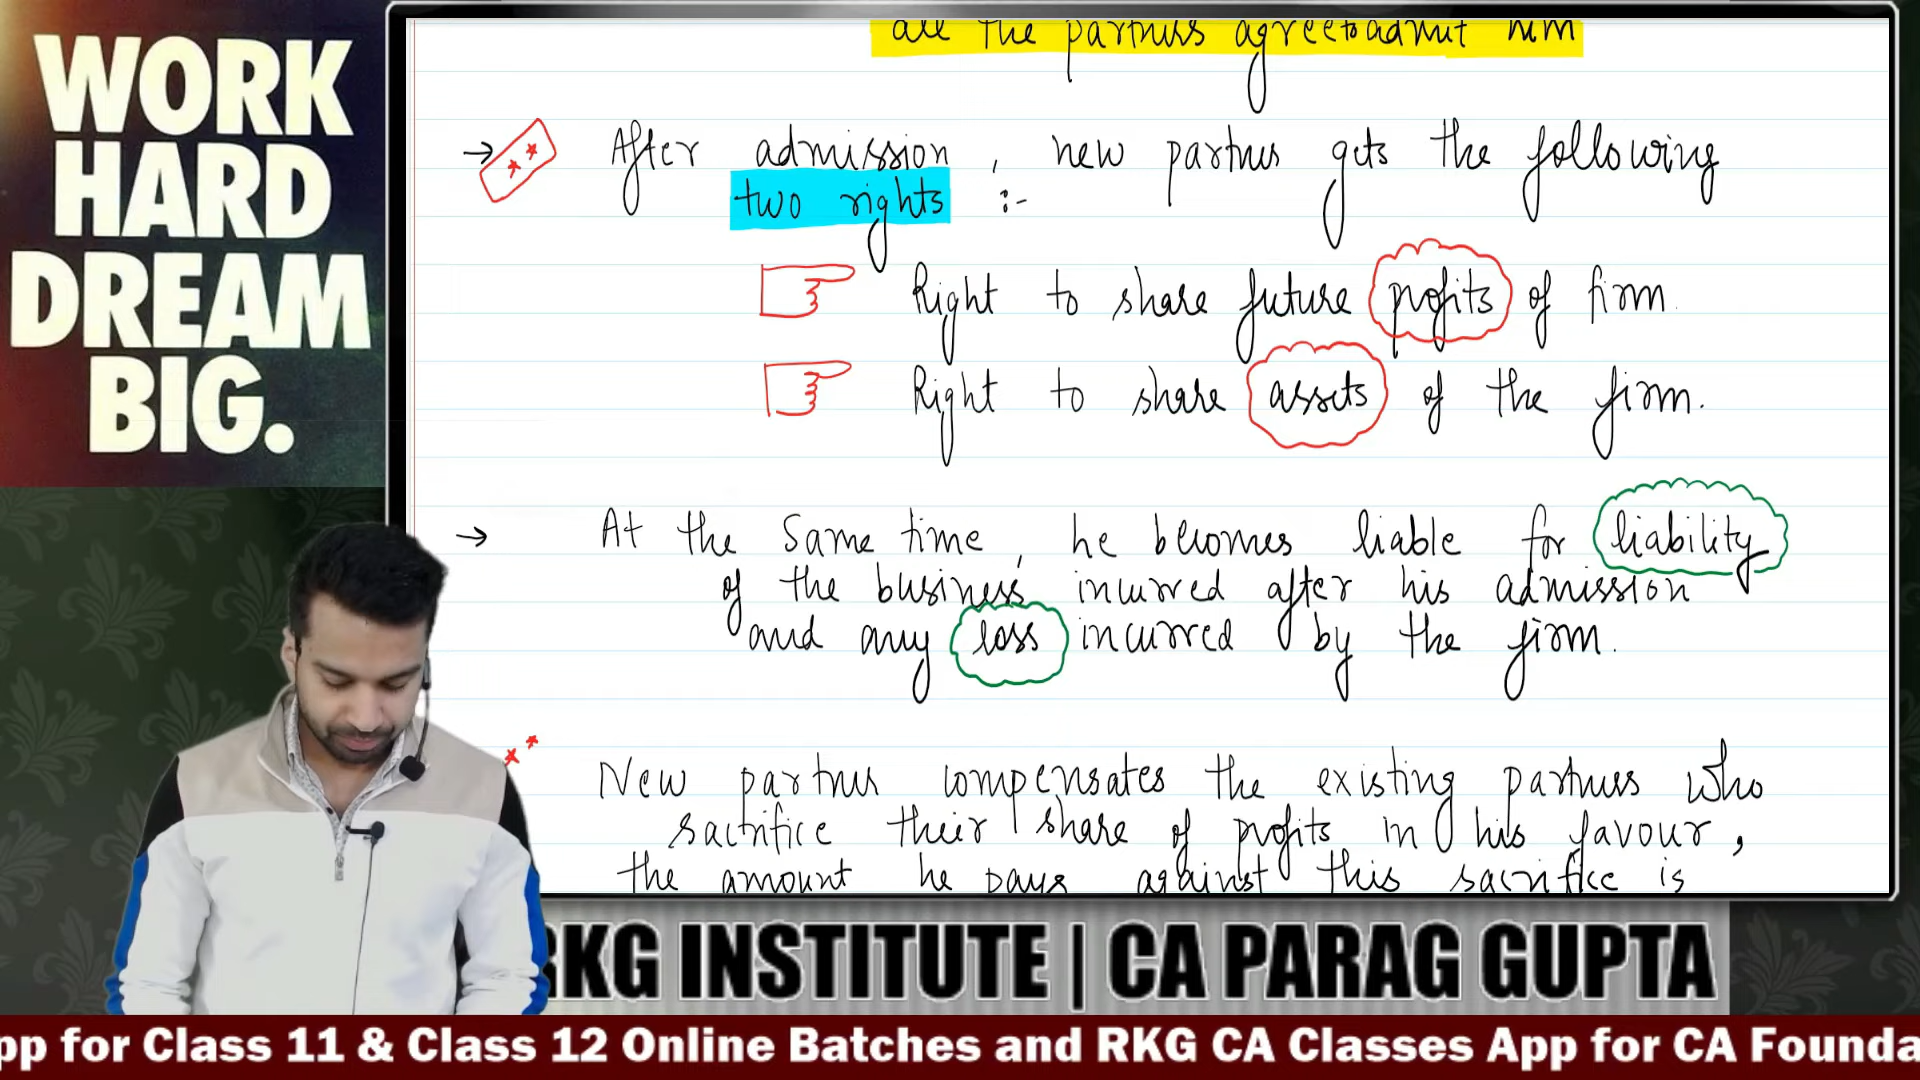 WORK
HARD
DREAM
BIG.
all the partners agree to admit him
→ ** After admission, new partner gets the following
two rights :-
Right to share future profits of firm.
Right to share assets of the firm.
→ At the same time, he becomes liable for liability
of the business incurred after his admission
and any loss incurred by the firm.
** New partner compensates the existing partners who
sacrifice their share of profits in his favour,
the amount he pays against this sacrifice is
RKG INSTITUTE | CA PARAG GUPTA
pp for Class 11 & Class 12 Online Batches and RKG CA Classes App for CA Founda